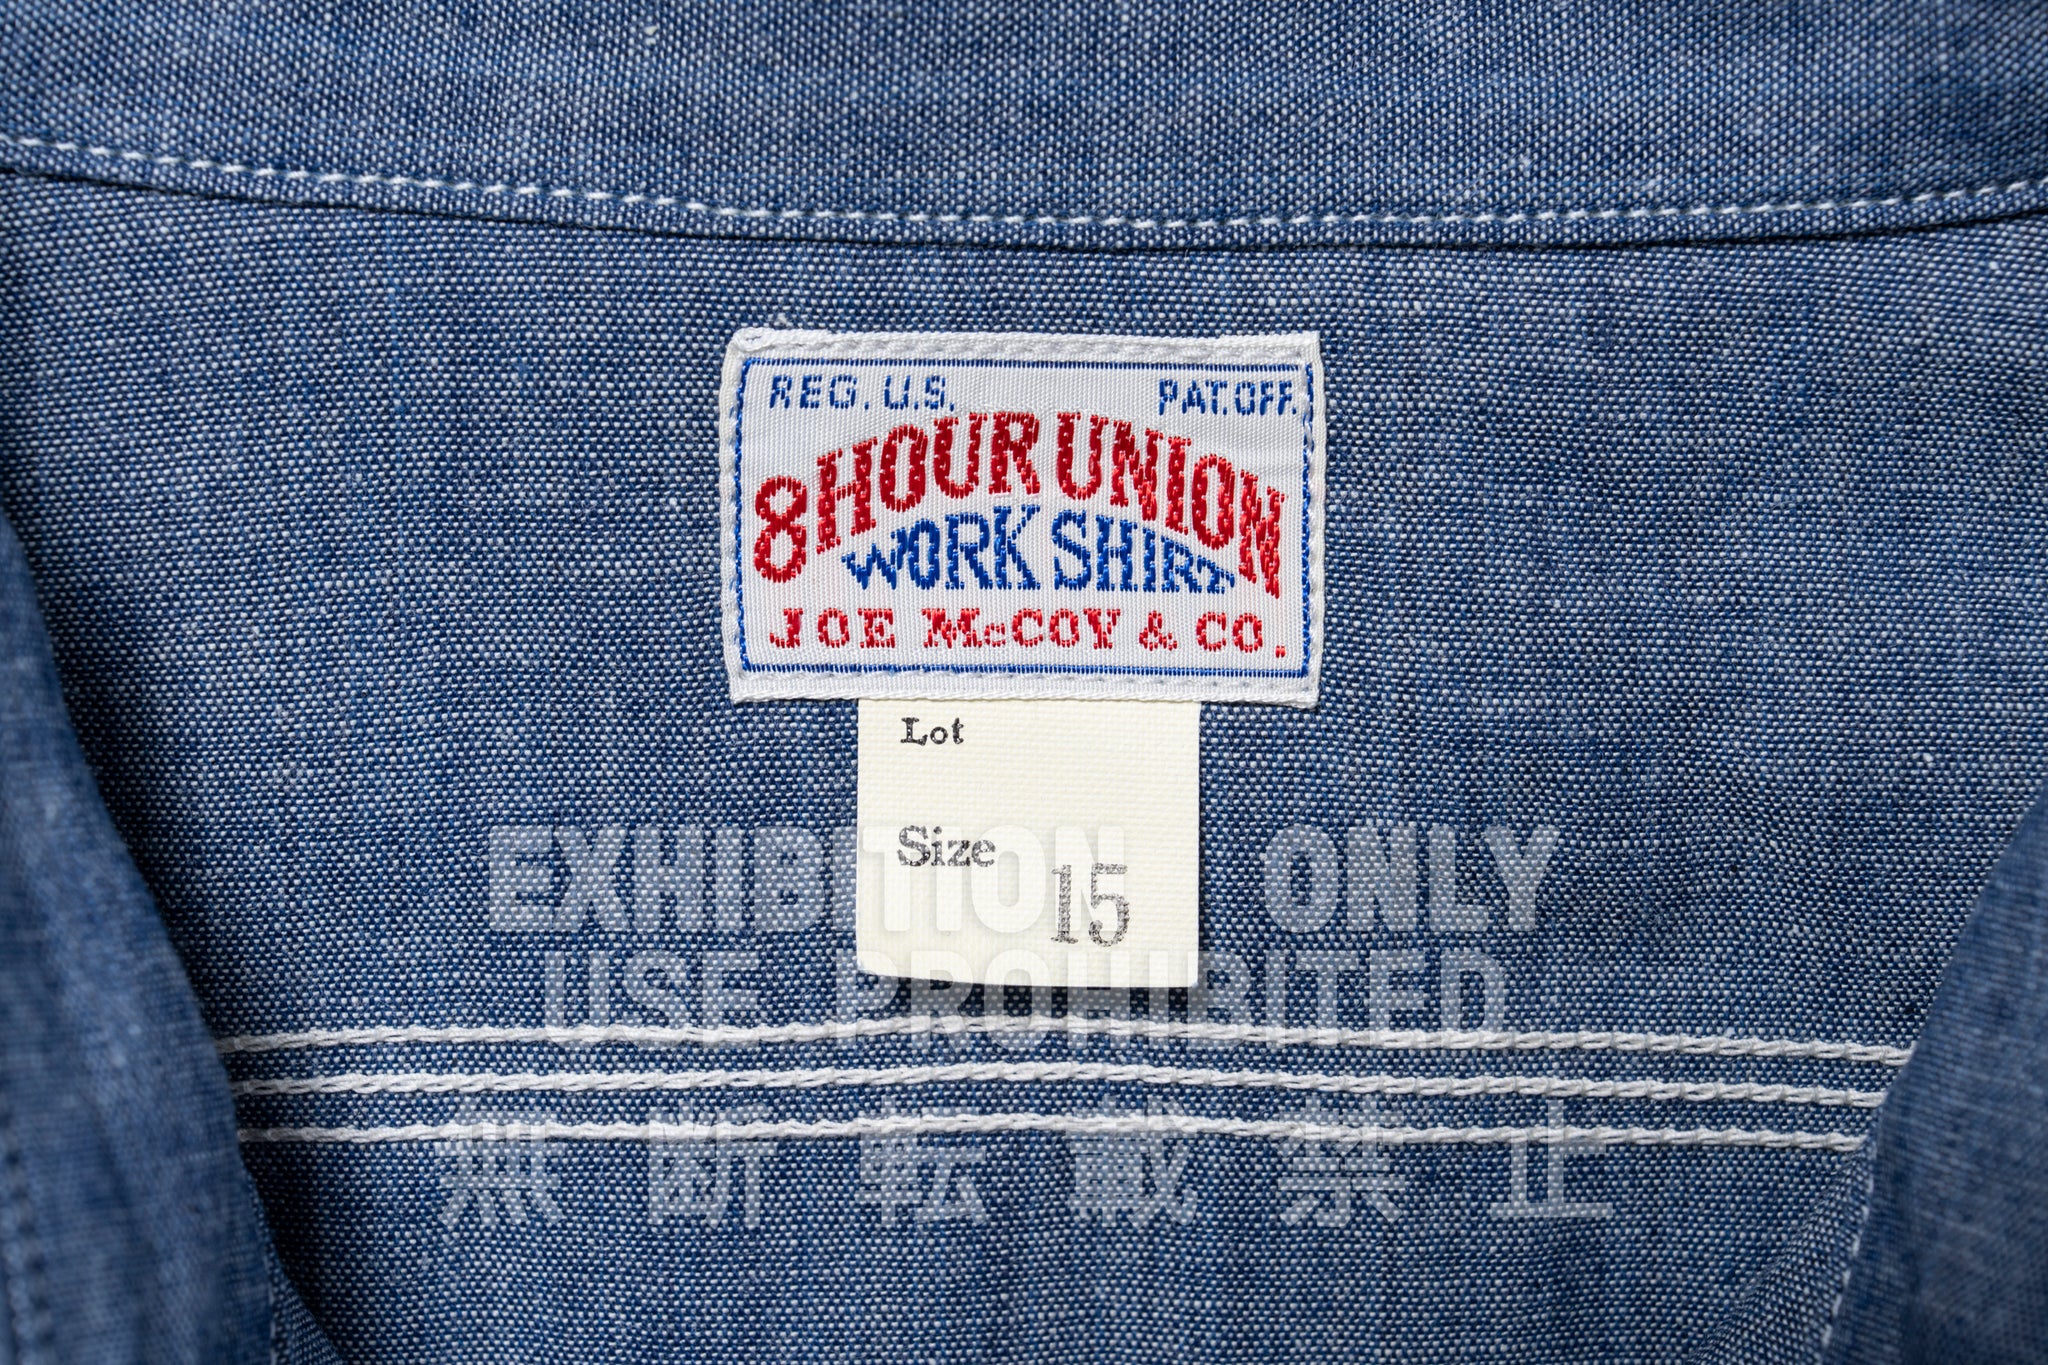 REG. U.S. PAT. OFF.
8 HOUR UNION
WORK SHIRT
JOE McCOY & CO.
Lot
Size
15
EXHIBITION ONLY
USE PROHIBITED
無断転載禁止